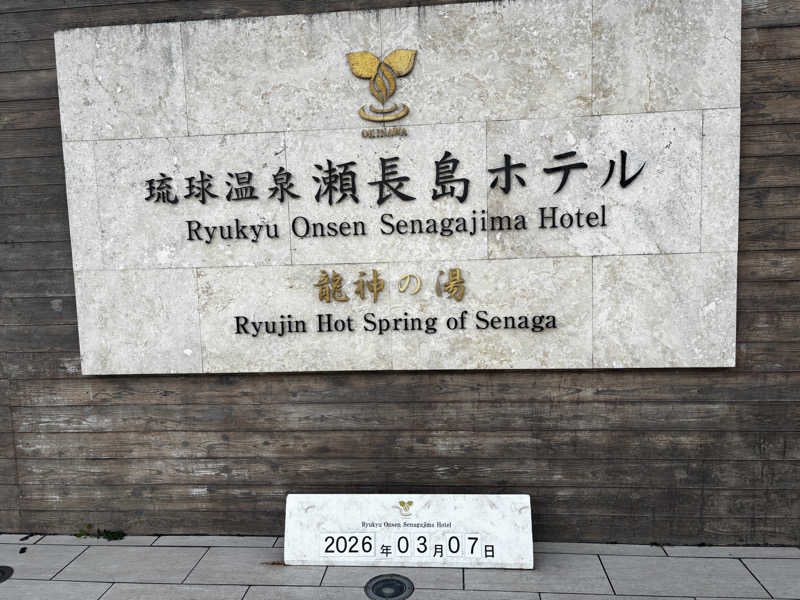 OKINAWA
琉球温泉 瀬長島ホテル
Ryukyu Onsen Senagajima Hotel
龍神の湯
Ryujin Hot Spring of Senaga
Ryukyu Onsen Senagajima Hotel
2026年03月07日